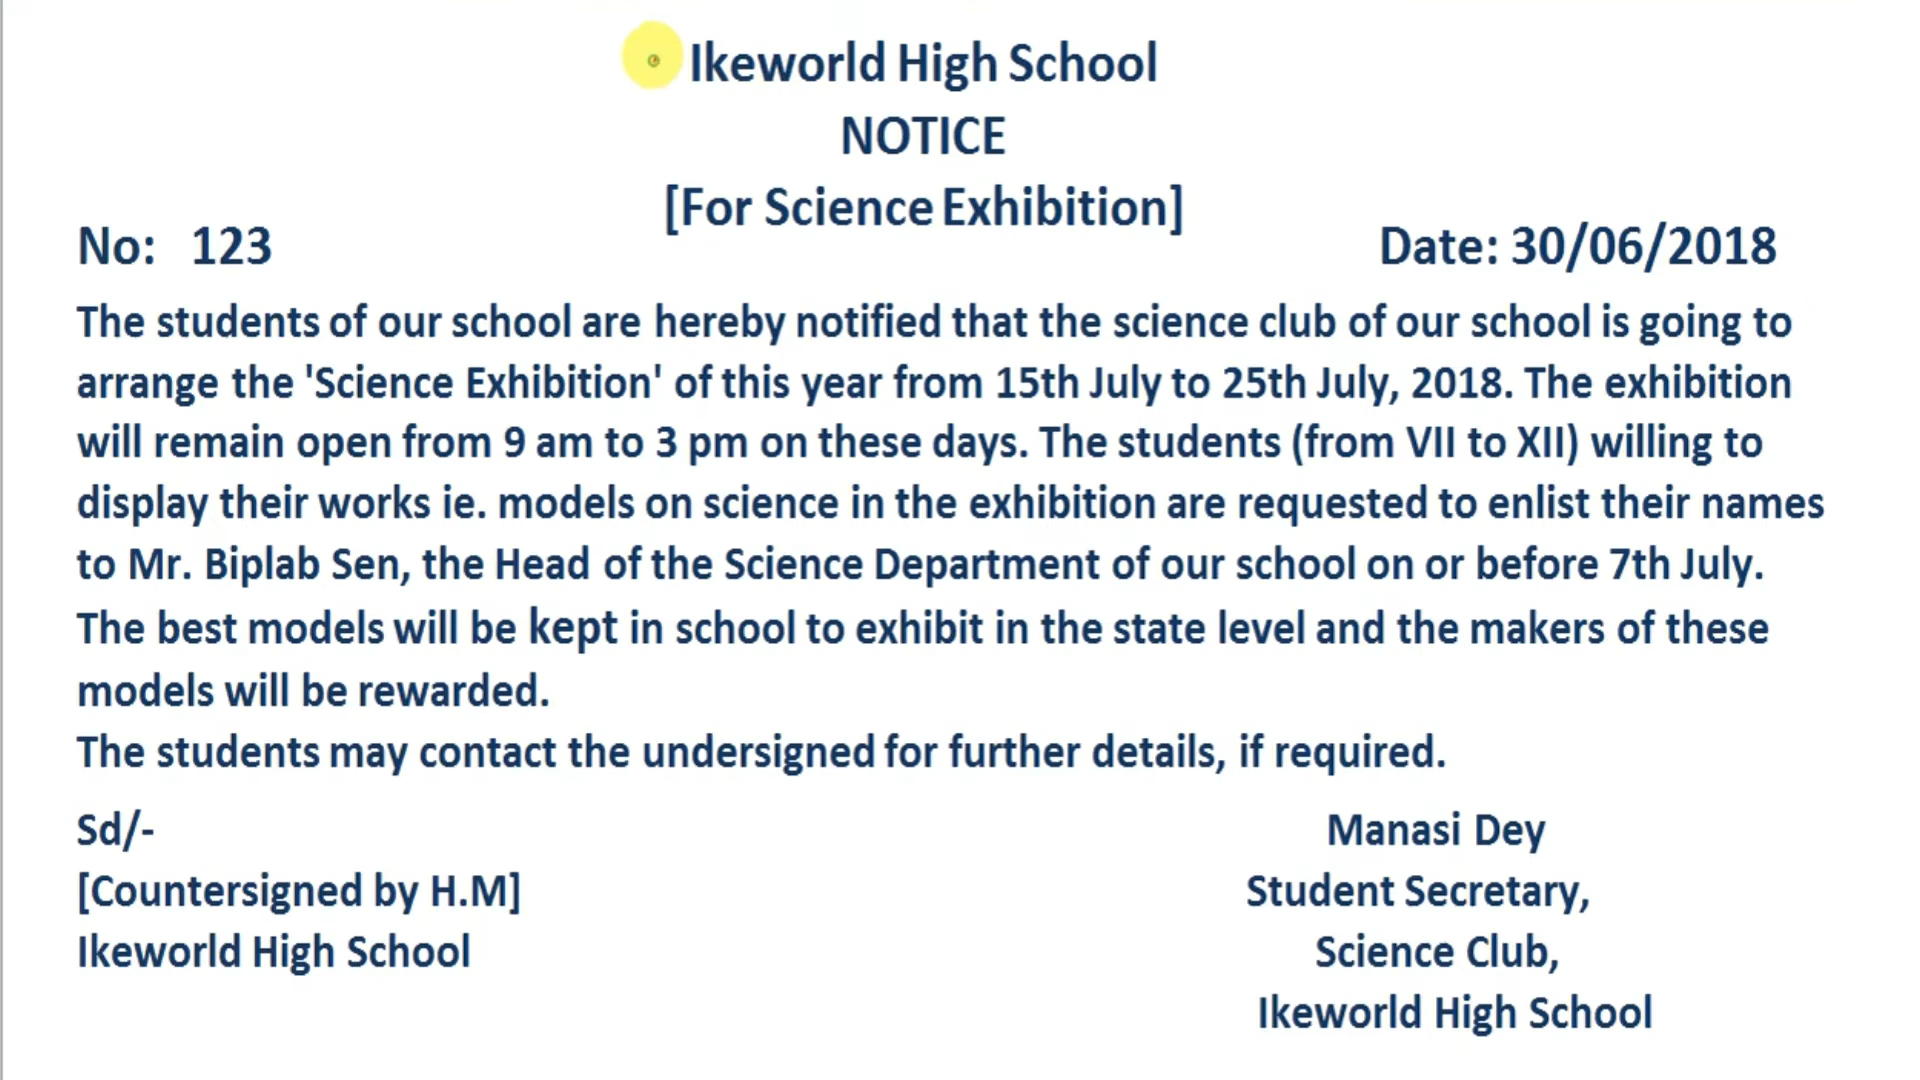 Ikeworld High School
NOTICE
[For Science Exhibition]
No: 123 Date: 30/06/2018
The students of our school are hereby notified that the science club of our school is going to
arrange the 'Science Exhibition' of this year from 15th July to 25th July, 2018. The exhibition
will remain open from 9 am to 3 pm on these days. The students (from VII to XII) willing to
display their works ie. models on science in the exhibition are requested to enlist their names
to Mr. Biplab Sen, the Head of the Science Department of our school on or before 7th July.
The best models will be kept in school to exhibit in the state level and the makers of these
models will be rewarded.
The students may contact the undersigned for further details, if required.
Sd/- Manasi Dey
[Countersigned by H.M] Student Secretary,
Ikeworld High School Science Club,
Ikeworld High School